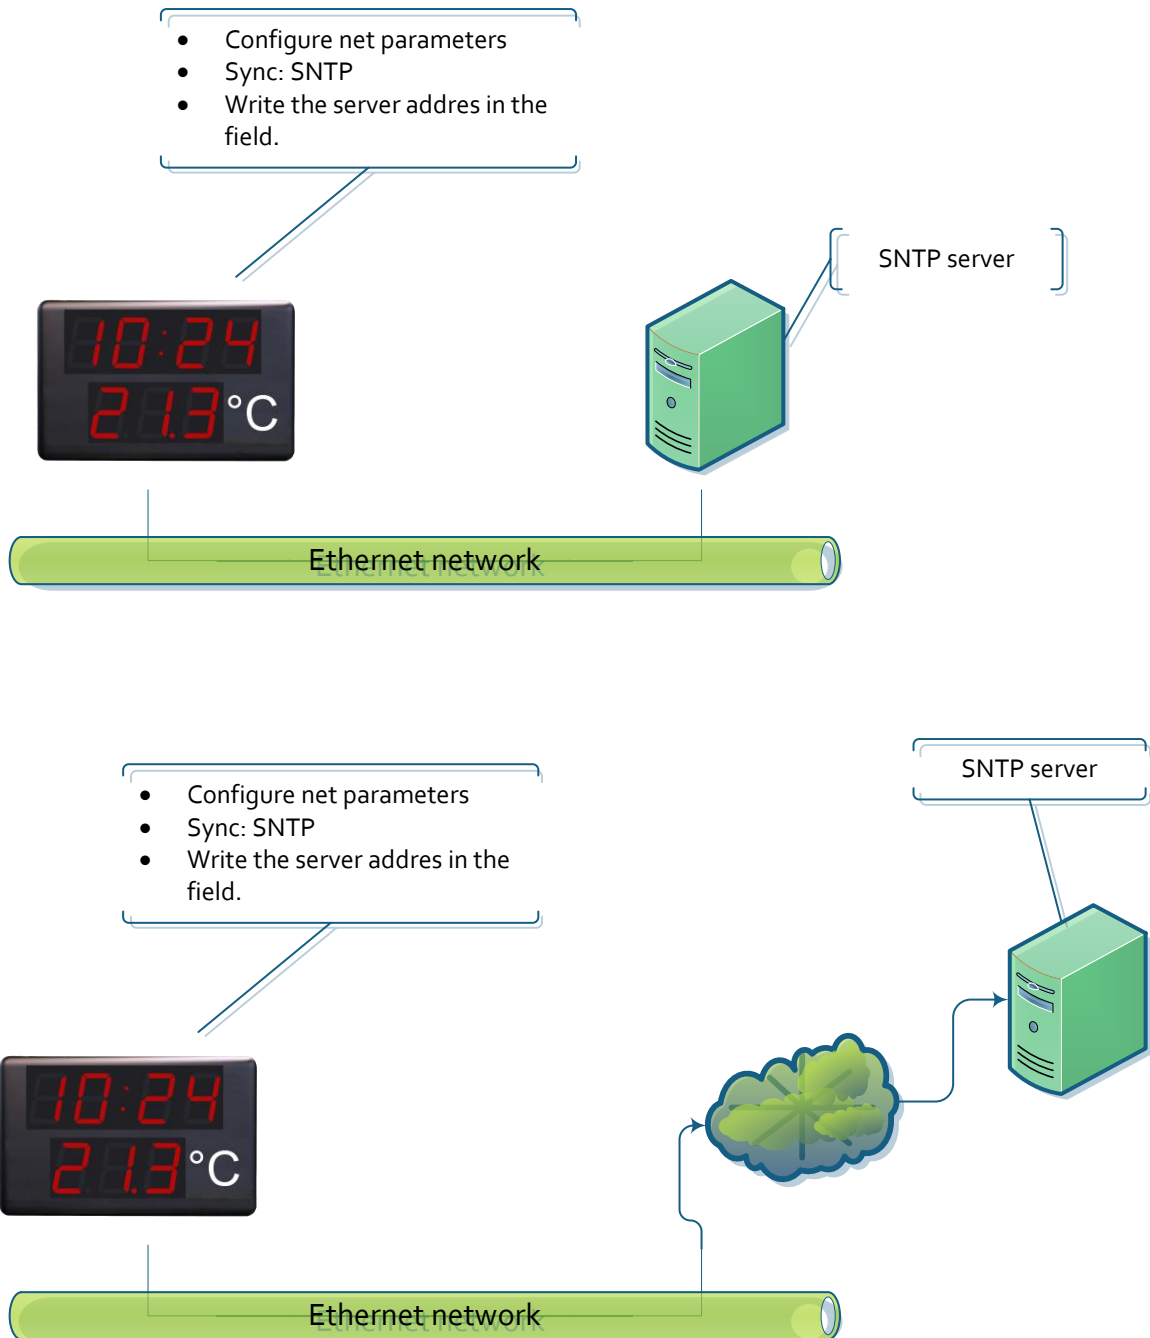 • Configure net parameters
• Sync: SNTP
• Write the server addres in the
field.
SNTP server
10:24
21.3 °C
Ethernet network
SNTP server
• Configure net parameters
• Sync: SNTP
• Write the server addres in the
field.
10:24
21.3 °C
Ethernet network